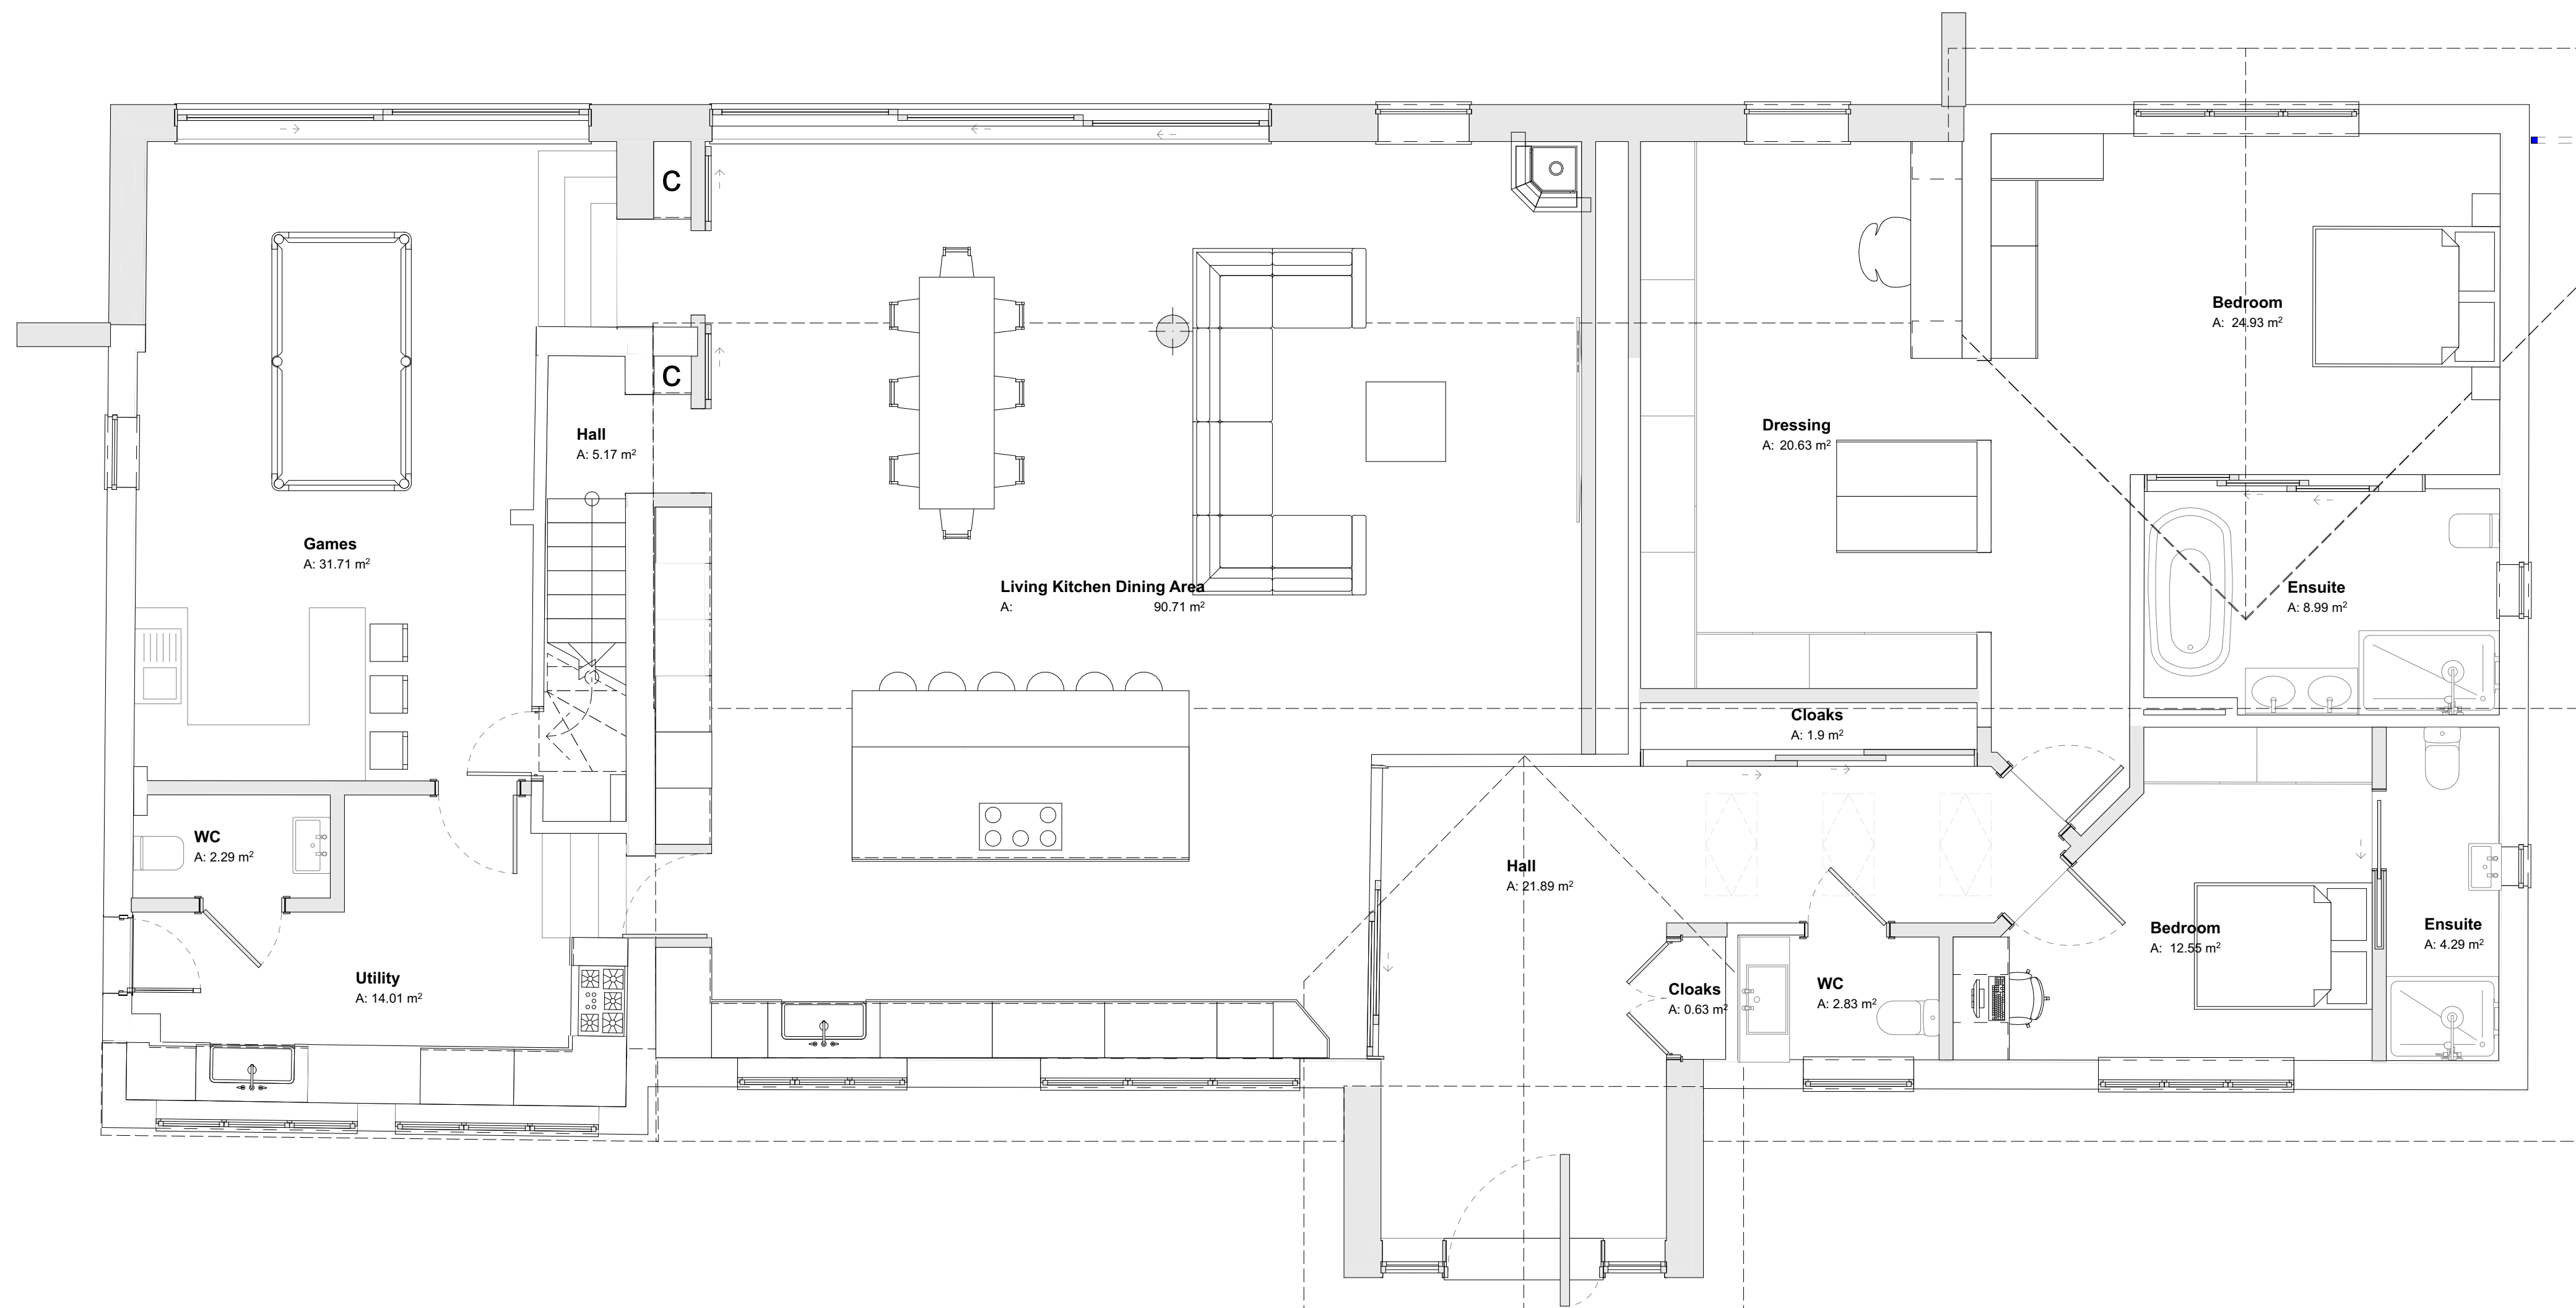 C
C
Hall
A: 5.17 m²
Games
A: 31.71 m²
Living Kitchen Dining Area
A: 90.71 m²
Dressing
A: 20.63 m²
Bedroom
A: 24.93 m²
Ensuite
A: 8.99 m²
Cloaks
A: 1.9 m²
WC
A: 2.29 m²
Utility
A: 14.01 m²
Hall
A: 21.89 m²
Cloaks
A: 0.63 m²
WC
A: 2.83 m²
Bedroom
A: 12.55 m²
Ensuite
A: 4.29 m²